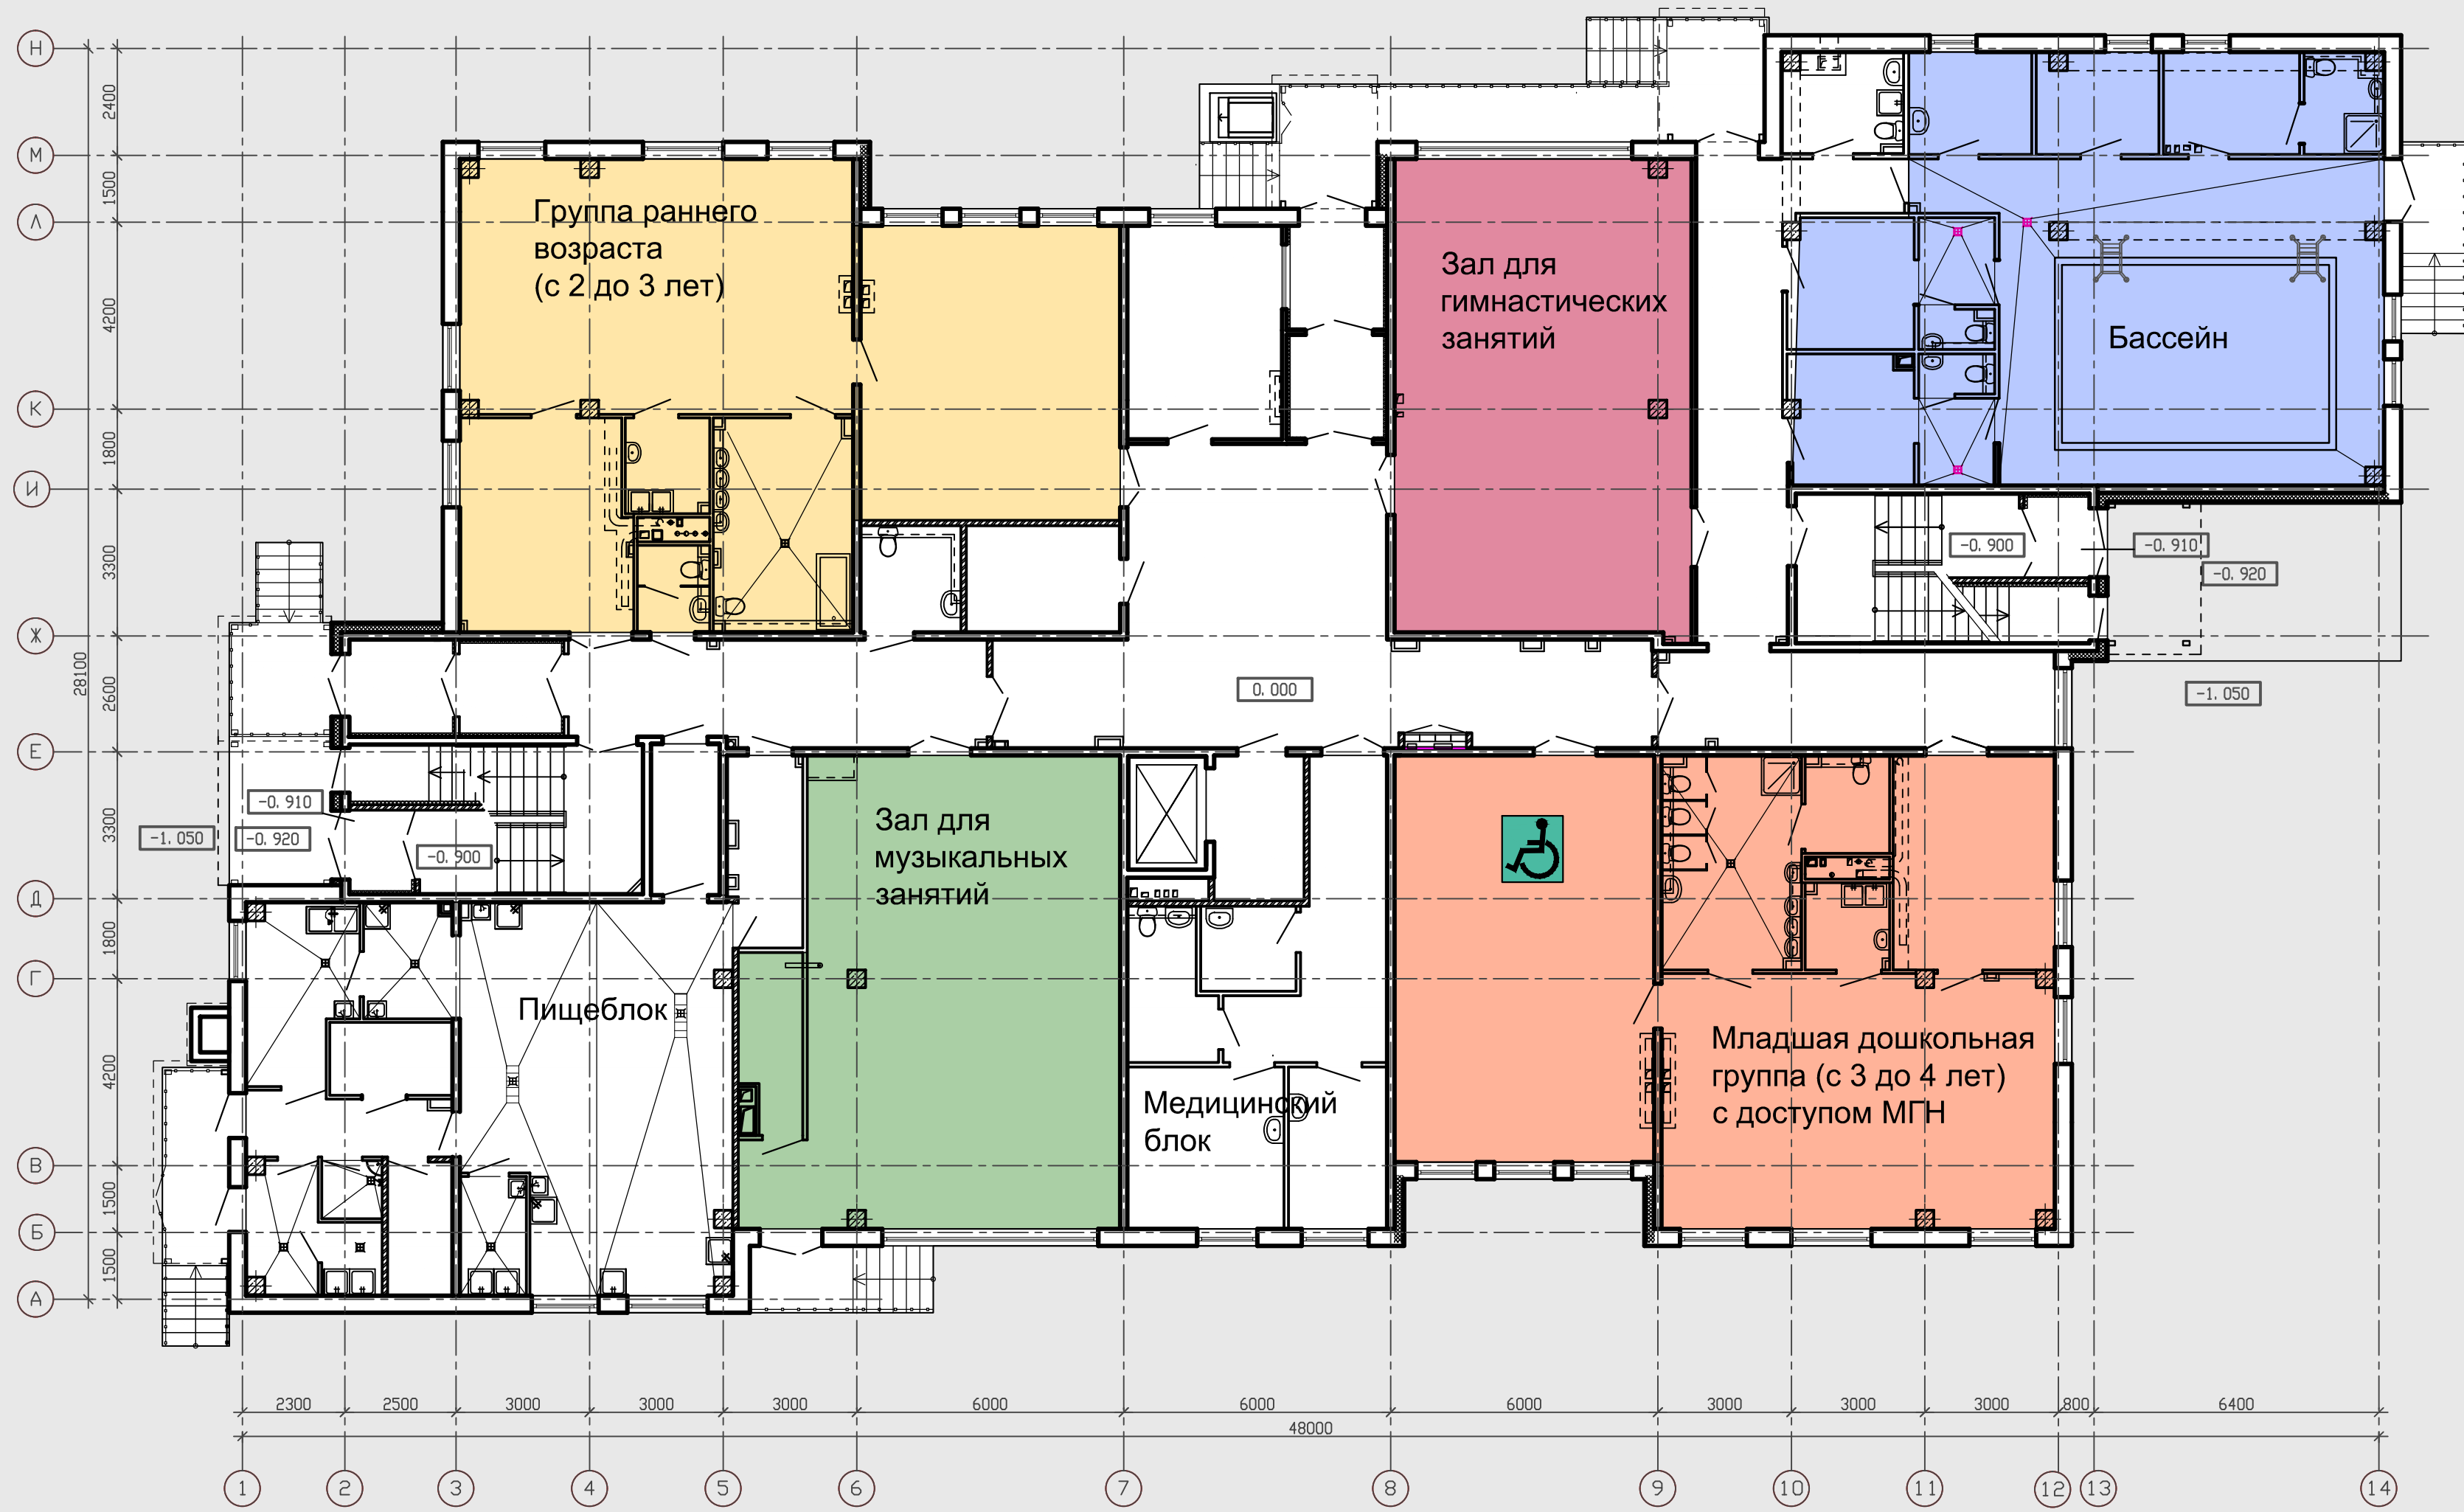 Н
2400
М
1500
Группа раннего
возраста
(с 2 до 3 лет)
Л
Зал для
гимнастических
занятий
4200
Бассейн
К
1800
И
3300
-0.900
-0.910
-0.920
Ж
28100
2600
0.000
-1.050
Е
-0.910
-1.050
-0.920
-0.900
3300
Зал для
музыкальных
занятий
Д
1800
Г
Пищеблок
4200
Медицинский
блок
Младшая дошкольная
группа (с 3 до 4 лет)
с доступом МГН
В
1500
Б
1500
А
2300 2500 3000 3000 3000 6000 6000 6000 3000 3000 3000 800 6400
48000
1 2 3 4 5 6 7 8 9 10 11 12 13 14